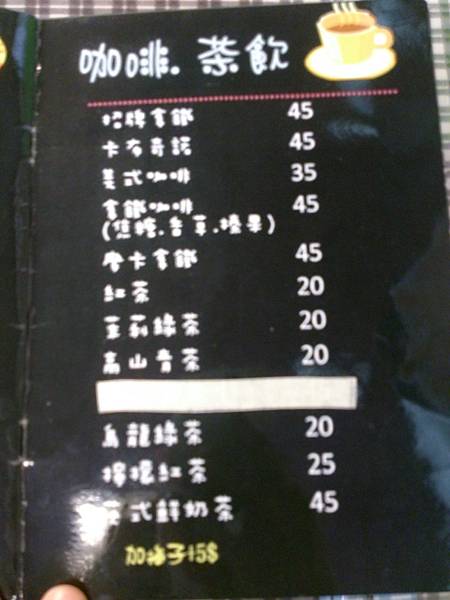 咖啡.茶飲
招牌拿鐵 45
卡布奇諾 45
美式咖啡 35
拿鐵咖啡 45
(焦糖.香草.榛果)
摩卡拿鐵 45
紅茶 20
茉莉綠茶 20
高山青茶 20
烏龍綠茶 20
檸檬紅茶 25
英式鮮奶茶 45
加梅子+5$